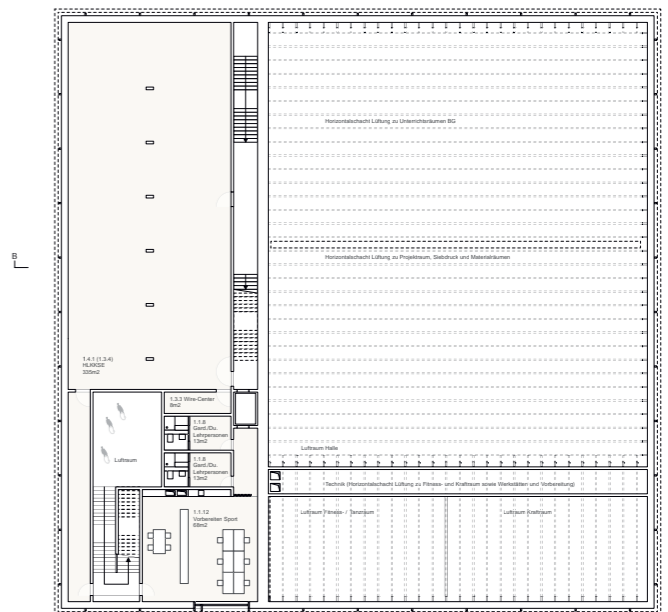 Horizontalschacht Lüftung zu Unterrichtsräumen BG
B
Horizontalschacht Lüftung zu Projektraum, Siebdruck und Materialräumen
1.4.1 (1.3.4)
HLKKSE
335m2
1.3.3 Wire-Center
8m2
1.1.8
Gard./Du.
Lehrpersonen
13m2
Luftraum
Luftraum Halle
1.1.8
Gard./Du.
Lehrpersonen
13m2
Technik (Horizontalschacht Lüftung zu Fitness- und Kraftraum sowie Werkstätten und Vorbereitung)
1.1.12
Vorbereiten Sport
68m2
Luftraum Fitness- / Tanzraum
Luftraum Kraftraum